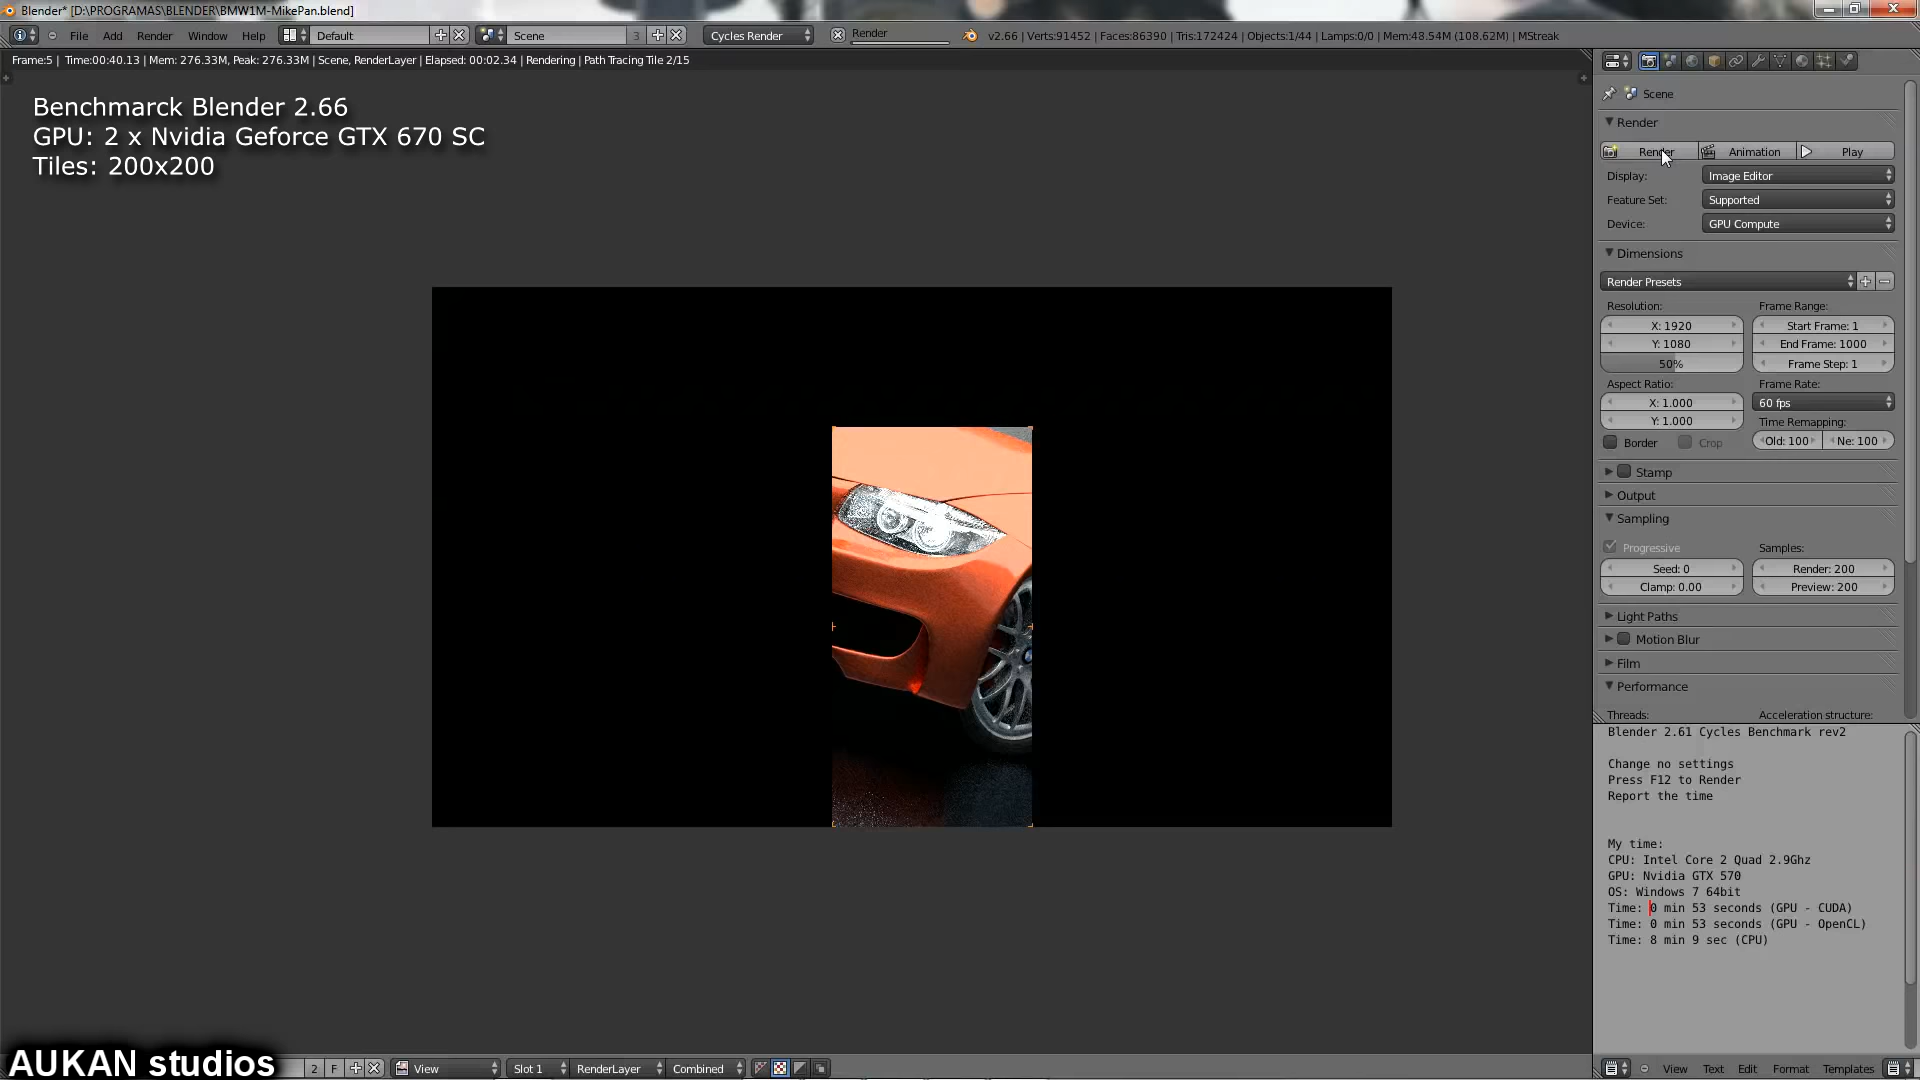 Blender* [D:\PROGRAMAS\BLENDER\BMW1M-MikePan.blend]
File Add Render Window Help Default Scene 3 Cycles Render Render v2.66 | Verts:91452 | Faces:86390 | Tris:172424 | Objects:1/44 | Lamps:0/0 | Mem:48.54M (108.62M) | MStreak
Frame:5 | Time:00:40.13 | Mem: 276.33M, Peak: 276.33M | Scene, RenderLayer | Elapsed: 00:02.34 | Rendering | Path Tracing Tile 2/15
Benchmarck Blender 2.66
GPU: 2 x Nvidia Geforce GTX 670 SC
Tiles: 200x200
Scene
Render
Render Animation Play
Display: Image Editor
Feature Set: Supported
Device: GPU Compute
Dimensions
Render Presets
Resolution: Frame Range:
X: 1920 Start Frame: 1
Y: 1080 End Frame: 1000
50% Frame Step: 1
Aspect Ratio: Frame Rate:
X: 1.000 60 fps
Y: 1.000 Time Remapping:
Border Crop Old: 100 Ne: 100
Stamp
Output
Sampling
Progressive Samples:
Seed: 0 Render: 200
Clamp: 0.00 Preview: 200
Light Paths
Motion Blur
Film
Performance
Threads: Acceleration structure:
Blender 2.61 Cycles Benchmark rev2
Change no settings
Press F12 to Render
Report the time
My time:
CPU: Intel Core 2 Quad 2.9Ghz
GPU: Nvidia GTX 570
OS: Windows 7 64bit
Time: 0 min 53 seconds (GPU - CUDA)
Time: 0 min 53 seconds (GPU - OpenCL)
Time: 8 min 9 sec (CPU)
AUKAN studios
2 F View Slot 1 RenderLayer Combined
View Text Edit Format Templates